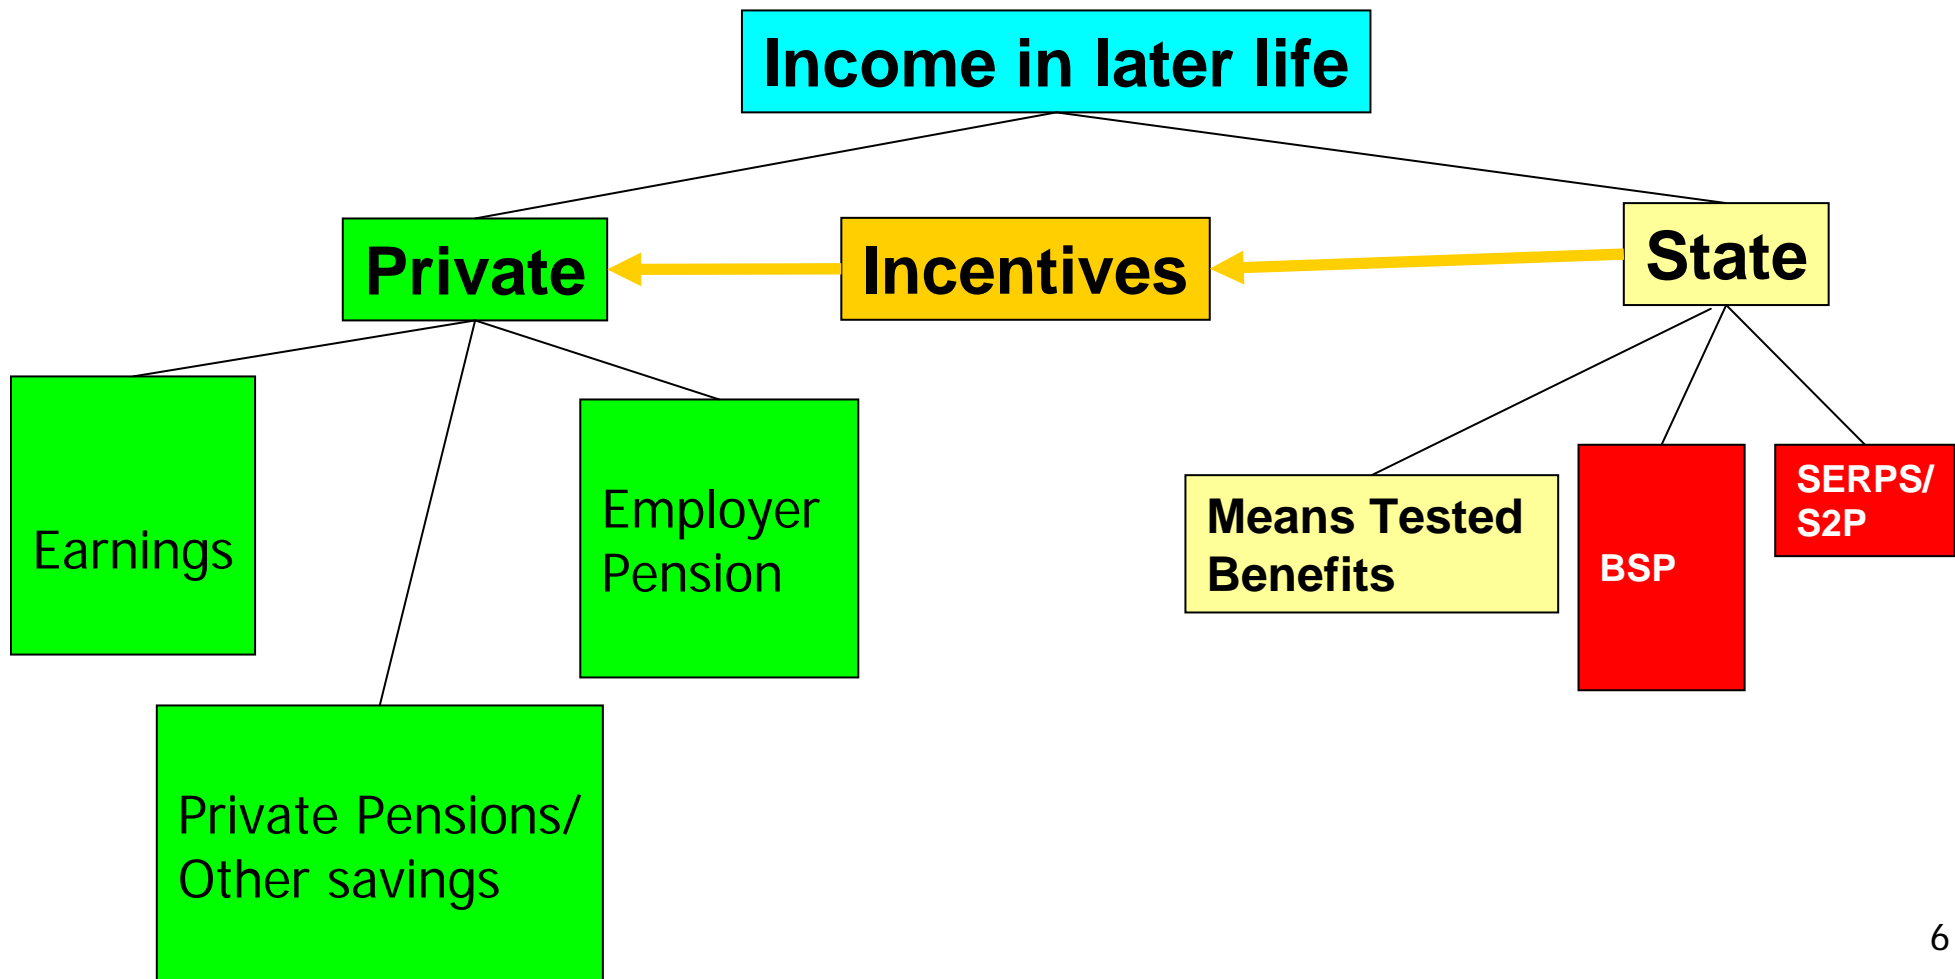 Income in later life
Private
Incentives
State
Earnings
Employer
Pension
Means Tested
Benefits
BSP
SERPS/
S2P
Private Pensions/
Other savings
6